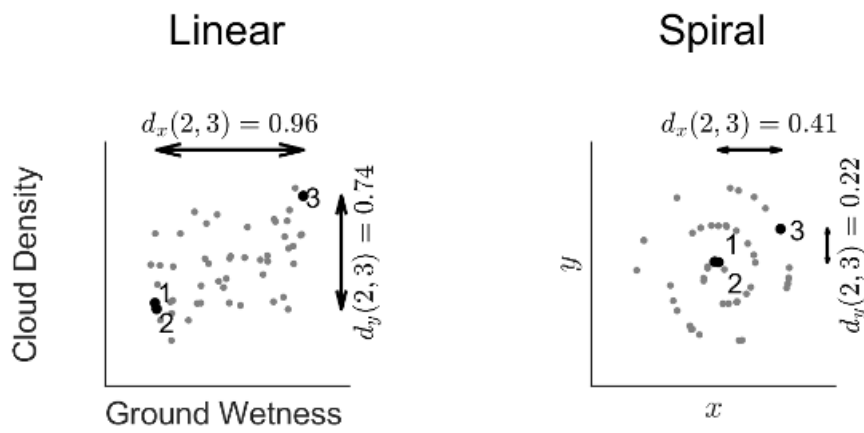 Linear
d_x(2, 3) = 0.96
Cloud Density
3
1
2
d_y(2, 3) = 0.74
Ground Wetness
Spiral
d_x(2, 3) = 0.41
y
1
3
2
d_y(2, 3) = 0.22
x